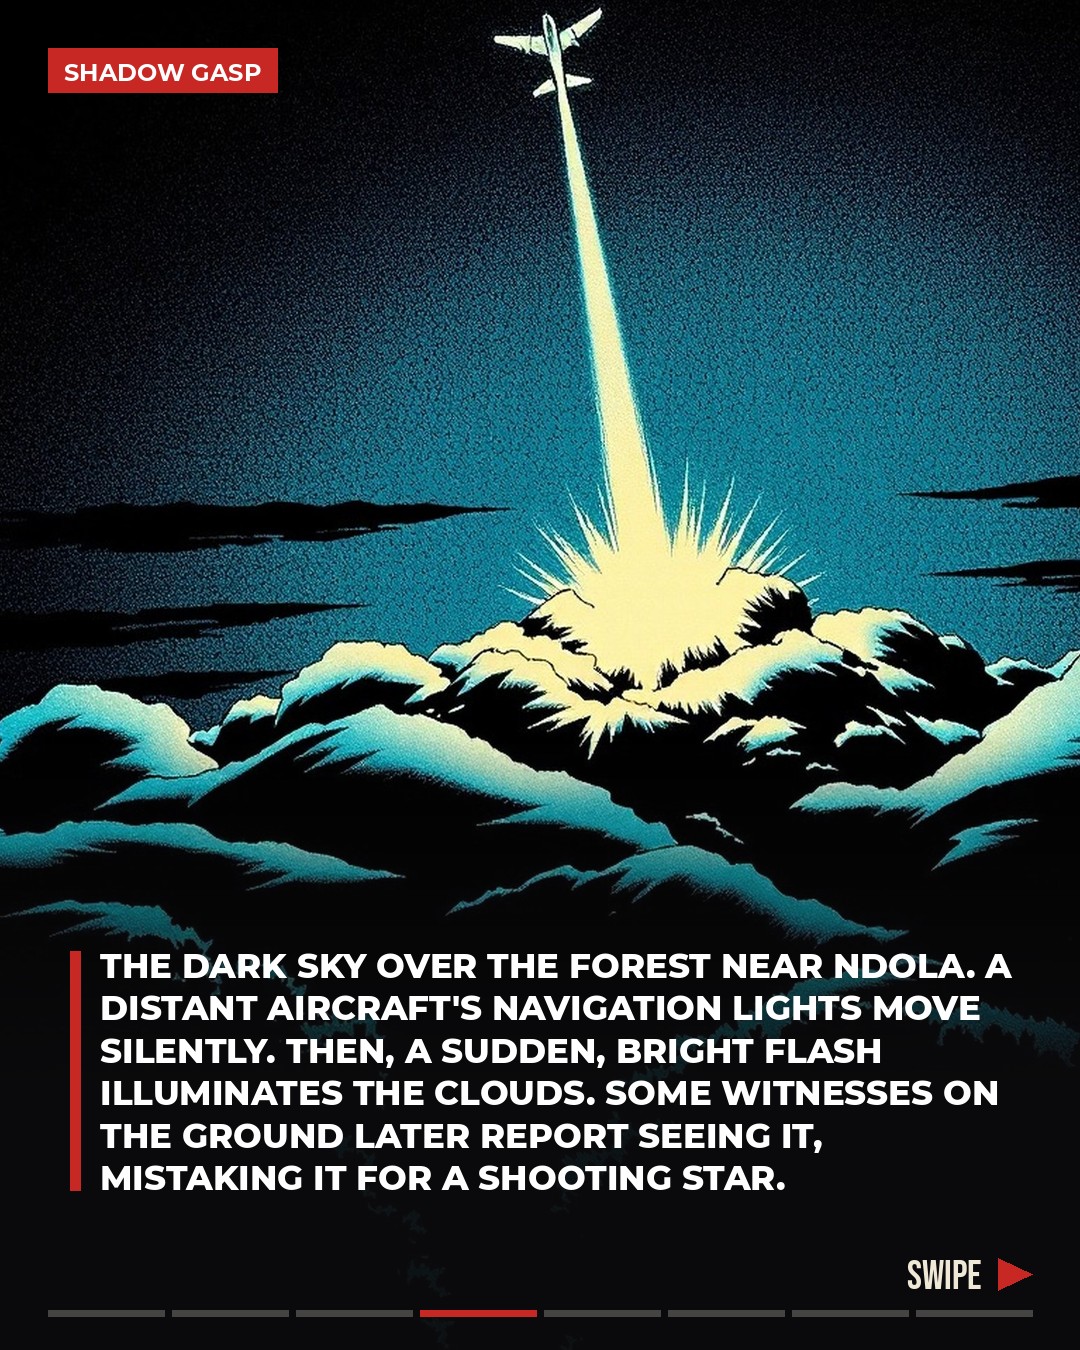 SHADOW GASP
THE DARK SKY OVER THE FOREST NEAR NDOLA. A
DISTANT AIRCRAFT'S NAVIGATION LIGHTS MOVE
SILENTLY. THEN, A SUDDEN, BRIGHT FLASH
ILLUMINATES THE CLOUDS. SOME WITNESSES ON
THE GROUND LATER REPORT SEEING IT,
MISTAKING IT FOR A SHOOTING STAR.
SWIPE